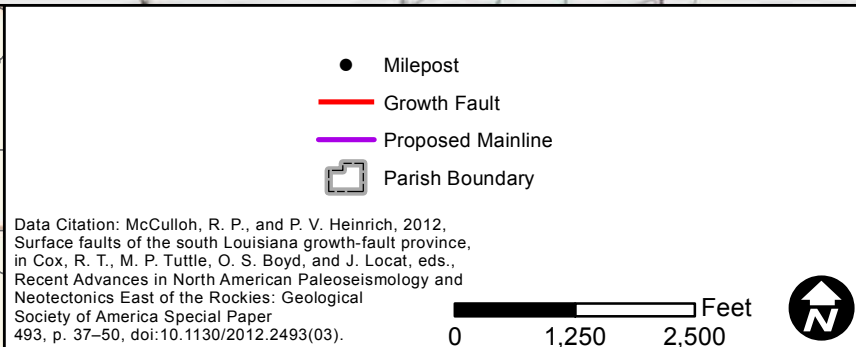 Milepost
Growth Fault
Proposed Mainline
Parish Boundary
Data Citation: McCulloh, R. P., and P. V. Heinrich, 2012,
Surface faults of the south Louisiana growth-fault province,
in Cox, R. T., M. P. Tuttle, O. S. Boyd, and J. Locat, eds.,
Recent Advances in North American Paleoseismology and
Neotectonics East of the Rockies: Geological
Society of America Special Paper
493, p. 37–50, doi:10.1130/2012.2493(03).
Feet
0 1,250 2,500
N